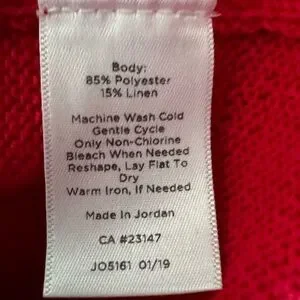 Body:
85% Polyester
15% Linen
Machine Wash Cold
Gentle Cycle
Only Non-Chlorine
Bleach When Needed
Reshape, Lay Flat To
Dry
Warm Iron, If Needed
Made In Jordan
CA #23147
JO5161 01/19